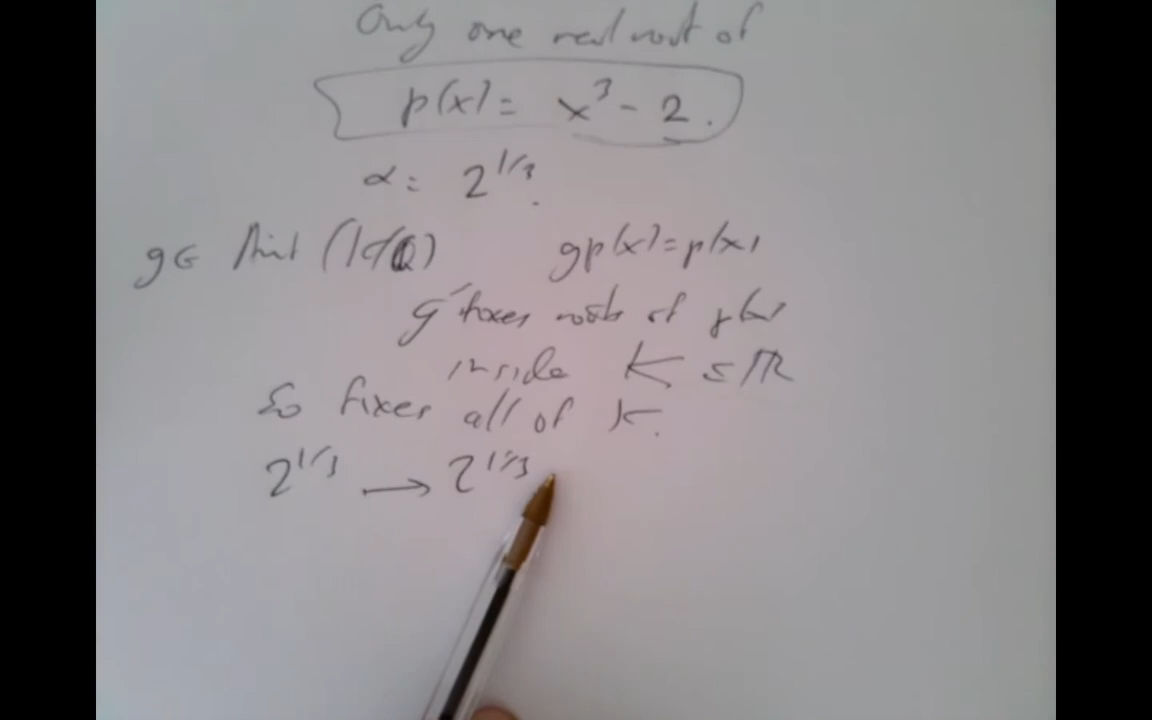 Only one real root of
p(x) = x³ - 2.
α = 2^1/3.
g ∈ Aut (K/Q) gp(x) = p(x)
g fixes roots of p(x)
inside K ≤ ℝ
So fixes all of K.
2^1/3 → 2^1/3